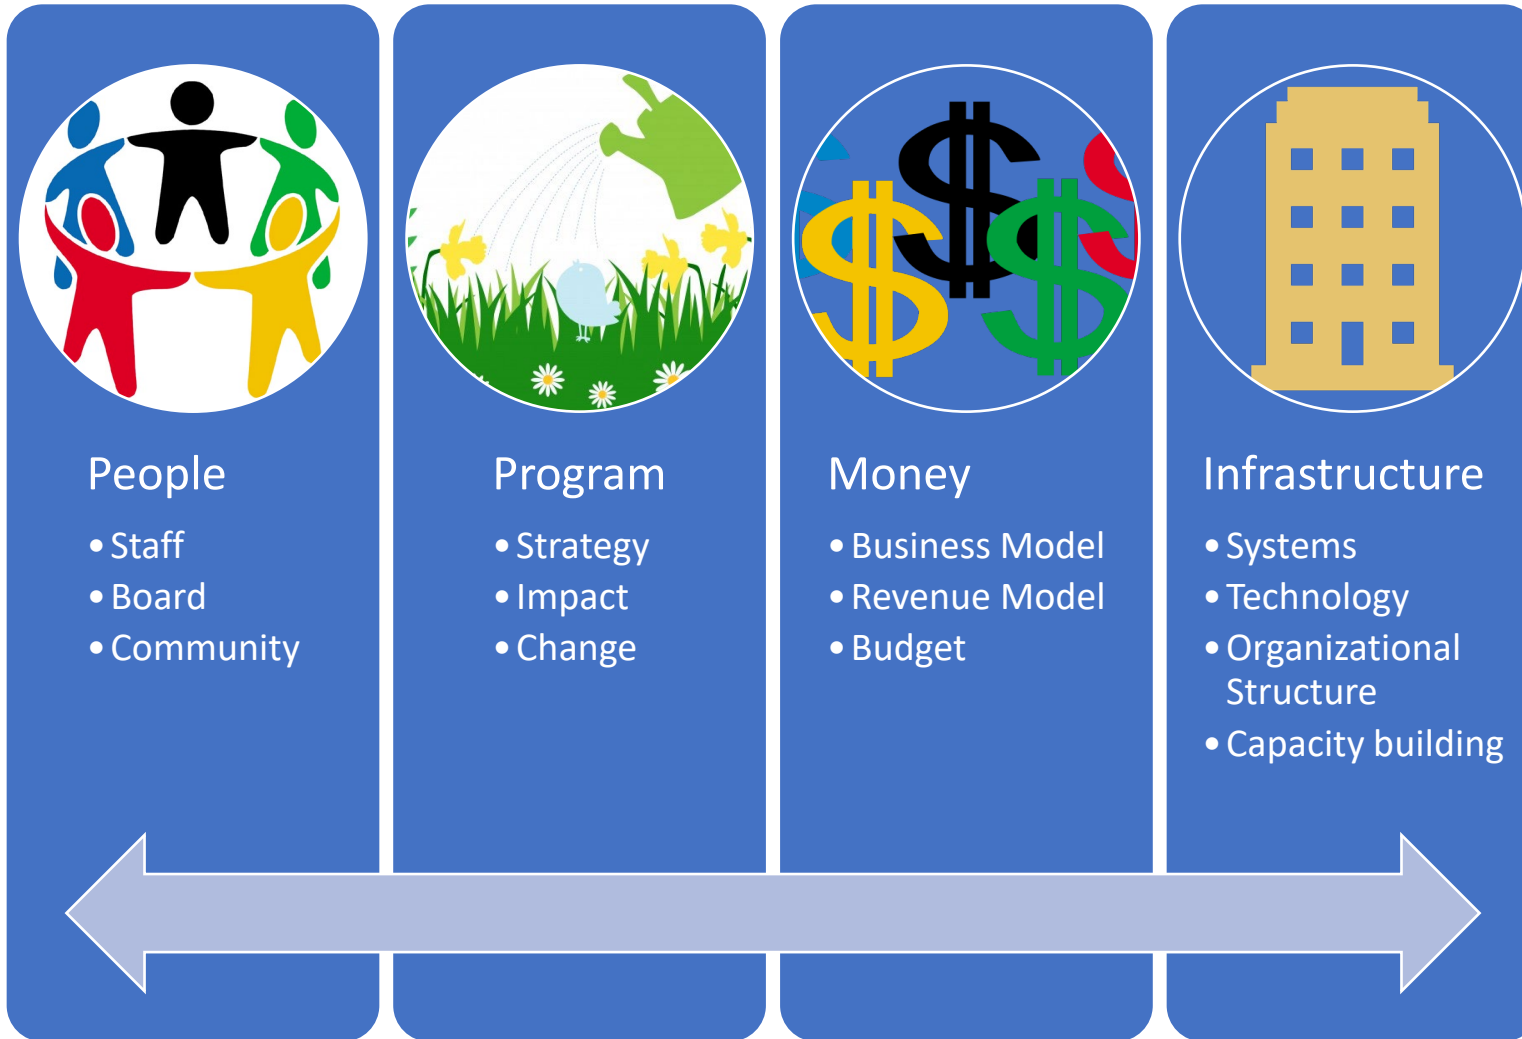 People
• Staff
• Board
• Community
Program
• Strategy
• Impact
• Change
Money
• Business Model
• Revenue Model
• Budget
Infrastructure
• Systems
• Technology
• Organizational
Structure
• Capacity building